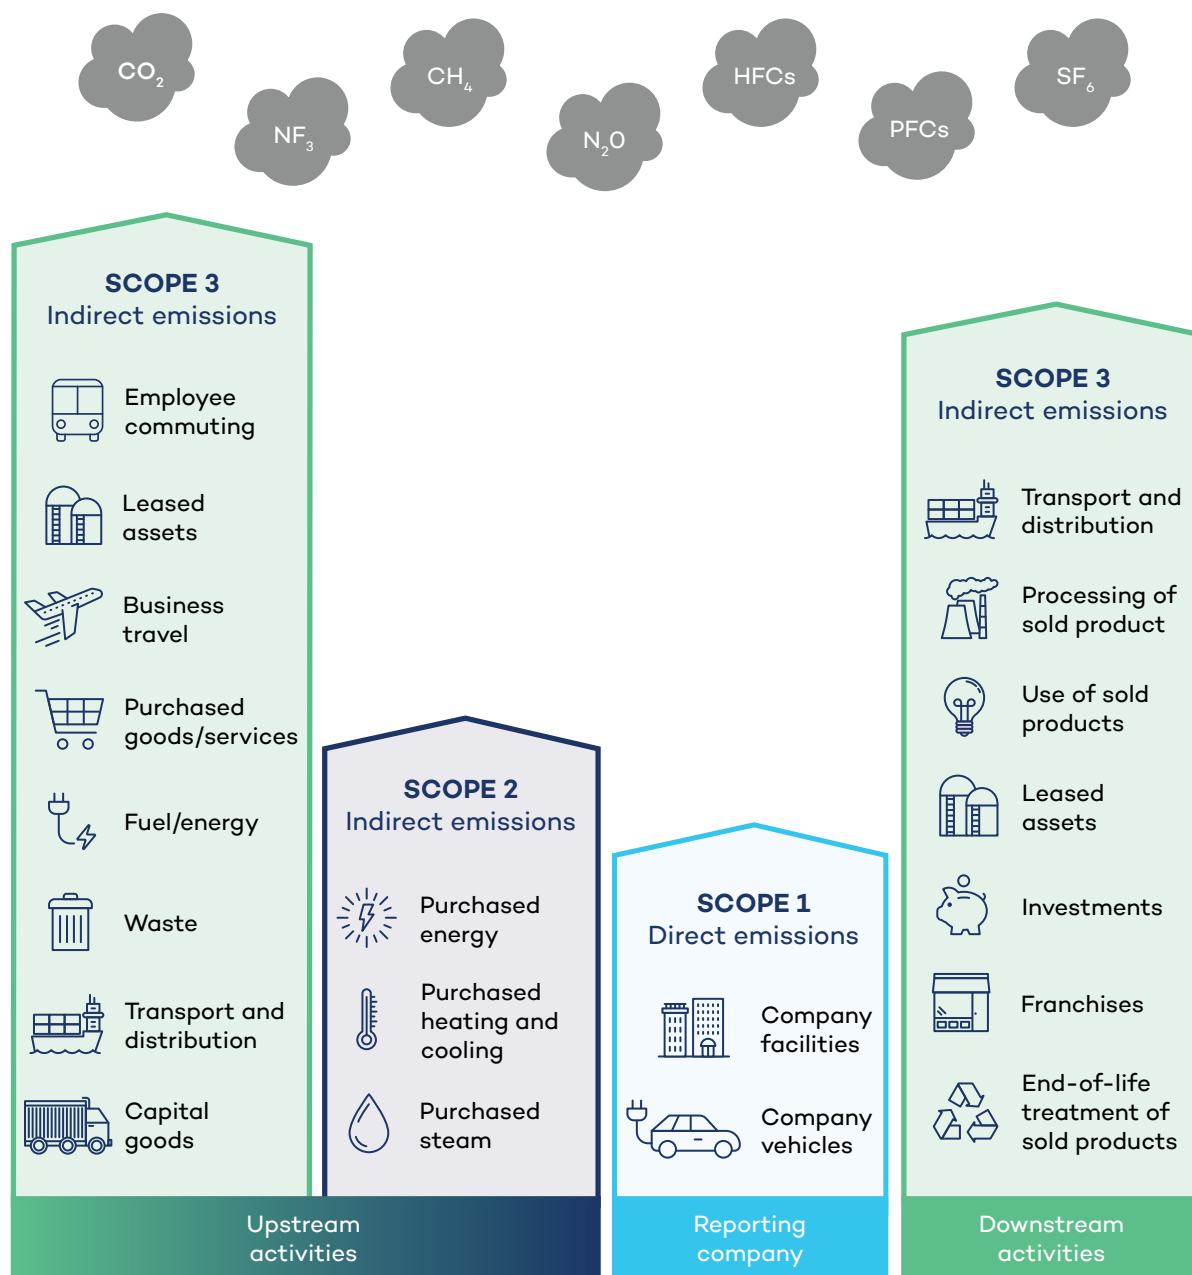 CO₂
NF₃
CH₄
N₂0
HFCs
PFCs
SF₆
SCOPE 3
Indirect emissions
Employee
commuting
Leased
assets
Business
travel
Purchased
goods/services
Fuel/energy
Waste
Transport and
distribution
Capital
goods
SCOPE 2
Indirect emissions
Purchased
energy
Purchased
heating and
cooling
Purchased
steam
Upstream
activities
SCOPE 1
Direct emissions
Company
facilities
Company
vehicles
Reporting
company
SCOPE 3
Indirect emissions
Transport and
distribution
Processing of
sold product
Use of sold
products
Leased
assets
Investments
Franchises
End-of-life
treatment of
sold products
Downstream
activities